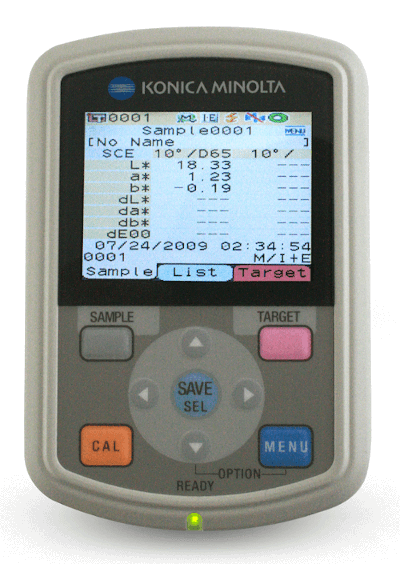 KONICA MINOLTA
0001 M I+E
Sample0001 MENU
[No Name ]
SCE 10°/D65 10°/
L* 18.33 ---
a* 1.23 ---
b* -0.19 ---
dL* --- ---
da* --- ---
db* --- ---
dE00 --- ---
07/24/2009 02:34:54
0001 M/I+E
Sample List Target
SAMPLE TARGET
SAVE
SEL
CAL MENU
OPTION
READY